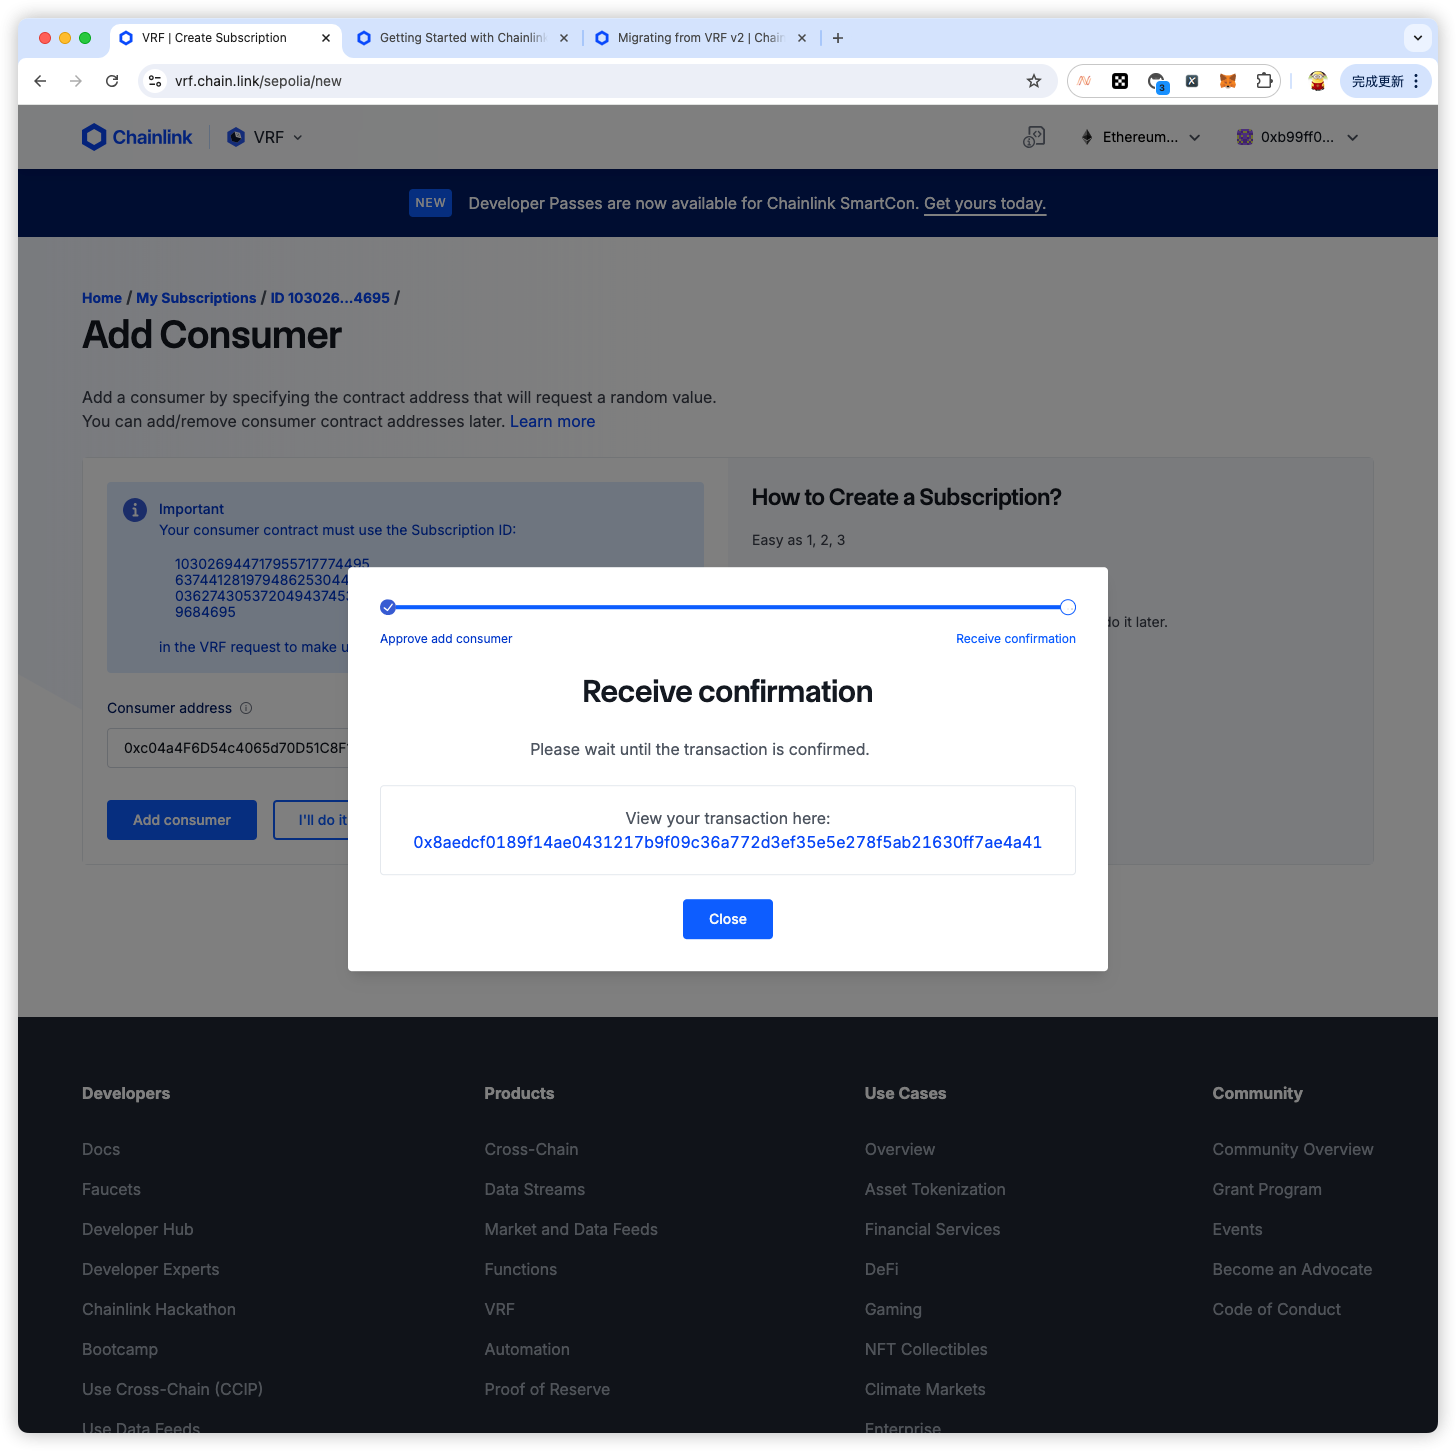 VRF | Create Subscription
Getting Started with Chainlin
Migrating from VRF v2 | Chain
vrf.chain.link/sepolia/new
3
完成更新
Chainlink
VRF
Ethereum...
0xb99ff0...
NEW
Developer Passes are now available for Chainlink SmartCon. Get yours today.
Home / My Subscriptions / ID 103026...4695 /
Add Consumer
Add a consumer by specifying the contract address that will request a random value.
You can add/remove consumer contract addresses later. Learn more
Important
Your consumer contract must use the Subscription ID:
103026944717955717774495
637441281979486253044
03627430537204943745
9684695
in the VRF request to make u
Consumer address
0xc04a4F6D54c4065d70D51C8F
Add consumer
I'll do it
How to Create a Subscription?
Easy as 1, 2, 3
do it later.
Approve add consumer
Receive confirmation
Receive confirmation
Please wait until the transaction is confirmed.
View your transaction here:
0x8aedcf0189f14ae0431217b9f09c36a772d3ef35e5e278f5ab21630ff7ae4a41
Close
Developers
Docs
Faucets
Developer Hub
Developer Experts
Chainlink Hackathon
Bootcamp
Use Cross-Chain (CCIP)
Use Data Feeds
Products
Cross-Chain
Data Streams
Market and Data Feeds
Functions
VRF
Automation
Proof of Reserve
Use Cases
Overview
Asset Tokenization
Financial Services
DeFi
Gaming
NFT Collectibles
Climate Markets
Enterprise
Community
Community Overview
Grant Program
Events
Become an Advocate
Code of Conduct